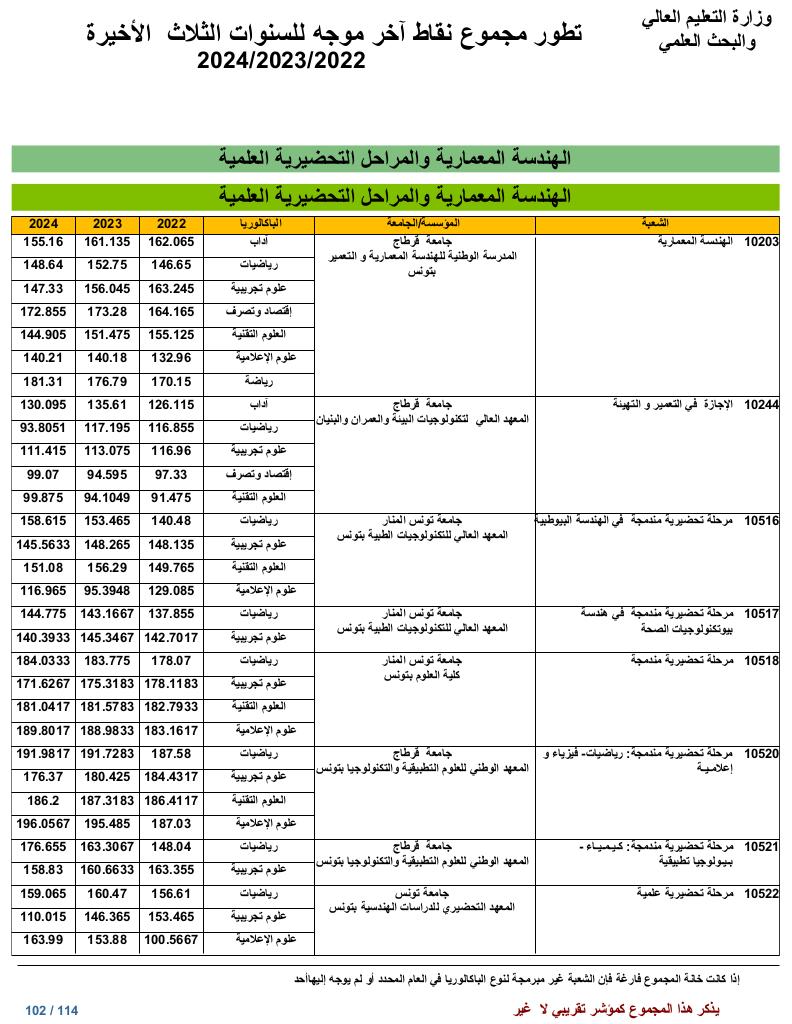 وزارة التعليم العالي
والبحث العلمي
تطور مجموع نقاط آخر موجه للسنوات الثلاث الأخيرة
2024/2023/2022
الهندسة المعمارية والمراحل التحضيرية العلمية
الهندسة المعمارية والمراحل التحضيرية العلمية
الشعبة المؤسسة/الجامعة الباكالوريا 2022 2023 2024
10203 الهندسة المعمارية جامعة قرطاج آداب 162.065 161.135 155.16
المدرسة الوطنية للهندسة المعمارية و التعمير
بتونس
رياضيات 146.65 152.75 148.64
علوم تجريبية 163.245 156.045 147.33
إقتصاد وتصرف 164.165 173.28 172.855
العلوم التقنية 155.125 151.475 144.905
علوم الإعلامية 132.96 140.18 140.21
رياضة 170.15 176.79 181.31
10244 الإجازة في التعمير و التهيئة جامعة قرطاج آداب 126.115 135.61 130.095
المعهد العالي لتكنولوجيات البيئة والعمران والبنيان
رياضيات 116.855 117.195 93.8051
علوم تجريبية 116.96 113.075 111.415
إقتصاد وتصرف 97.33 94.595 99.07
العلوم التقنية 91.475 94.1049 99.875
10516 مرحلة تحضيرية مندمجة في الهندسة البيوطبية جامعة تونس المنار رياضيات 140.48 153.465 158.615
المعهد العالي للتكنولوجيات الطبية بتونس
علوم تجريبية 148.135 148.265 145.5633
العلوم التقنية 149.765 156.29 151.08
علوم الإعلامية 129.085 95.3948 116.965
10517 مرحلة تحضيرية مندمجة في هندسة جامعة تونس المنار رياضيات 137.855 143.1667 144.775
بيوتكنولوجيات الصحة المعهد العالي للتكنولوجيات الطبية بتونس
علوم تجريبية 142.7017 145.3467 140.3933
10518 مرحلة تحضيرية مندمجة جامعة تونس المنار رياضيات 178.07 183.775 184.0333
كلية العلوم بتونس
علوم تجريبية 178.1183 175.3183 171.6267
العلوم التقنية 182.7933 181.5783 181.0417
علوم الإعلامية 183.1617 188.9833 189.8017
10520 مرحلة تحضيرية مندمجة: رياضيات- فيزياء و جامعة قرطاج رياضيات 187.58 191.7283 191.9817
إعلامية المعهد الوطني للعلوم التطبيقية والتكنولوجيا بتونس
علوم تجريبية 184.4317 180.425 176.37
العلوم التقنية 186.4117 187.3183 186.2
علوم الإعلامية 187.03 195.485 196.0567
10521 مرحلة تحضيرية مندمجة: كـيـمـيـاء - جامعة قرطاج رياضيات 148.04 163.3067 176.655
بـيـولوجيا تطبيقية المعهد الوطني للعلوم التطبيقية والتكنولوجيا بتونس
علوم تجريبية 163.355 160.6633 158.83
10522 مرحلة تحضيرية علمية جامعة تونس رياضيات 156.61 160.47 159.065
المعهد التحضيري للدراسات الهندسية بتونس
علوم تجريبية 153.465 146.365 110.015
علوم الإعلامية 100.5667 153.88 163.99
إذا كانت خانة المجموع فارغة فإن الشعبة غير مبرمجة لنوع الباكالوريا في العام المحدد أو لم يوجه إليهاأحد
يذكر هذا المجموع كمؤشر تقريبي لا غير
102 / 114